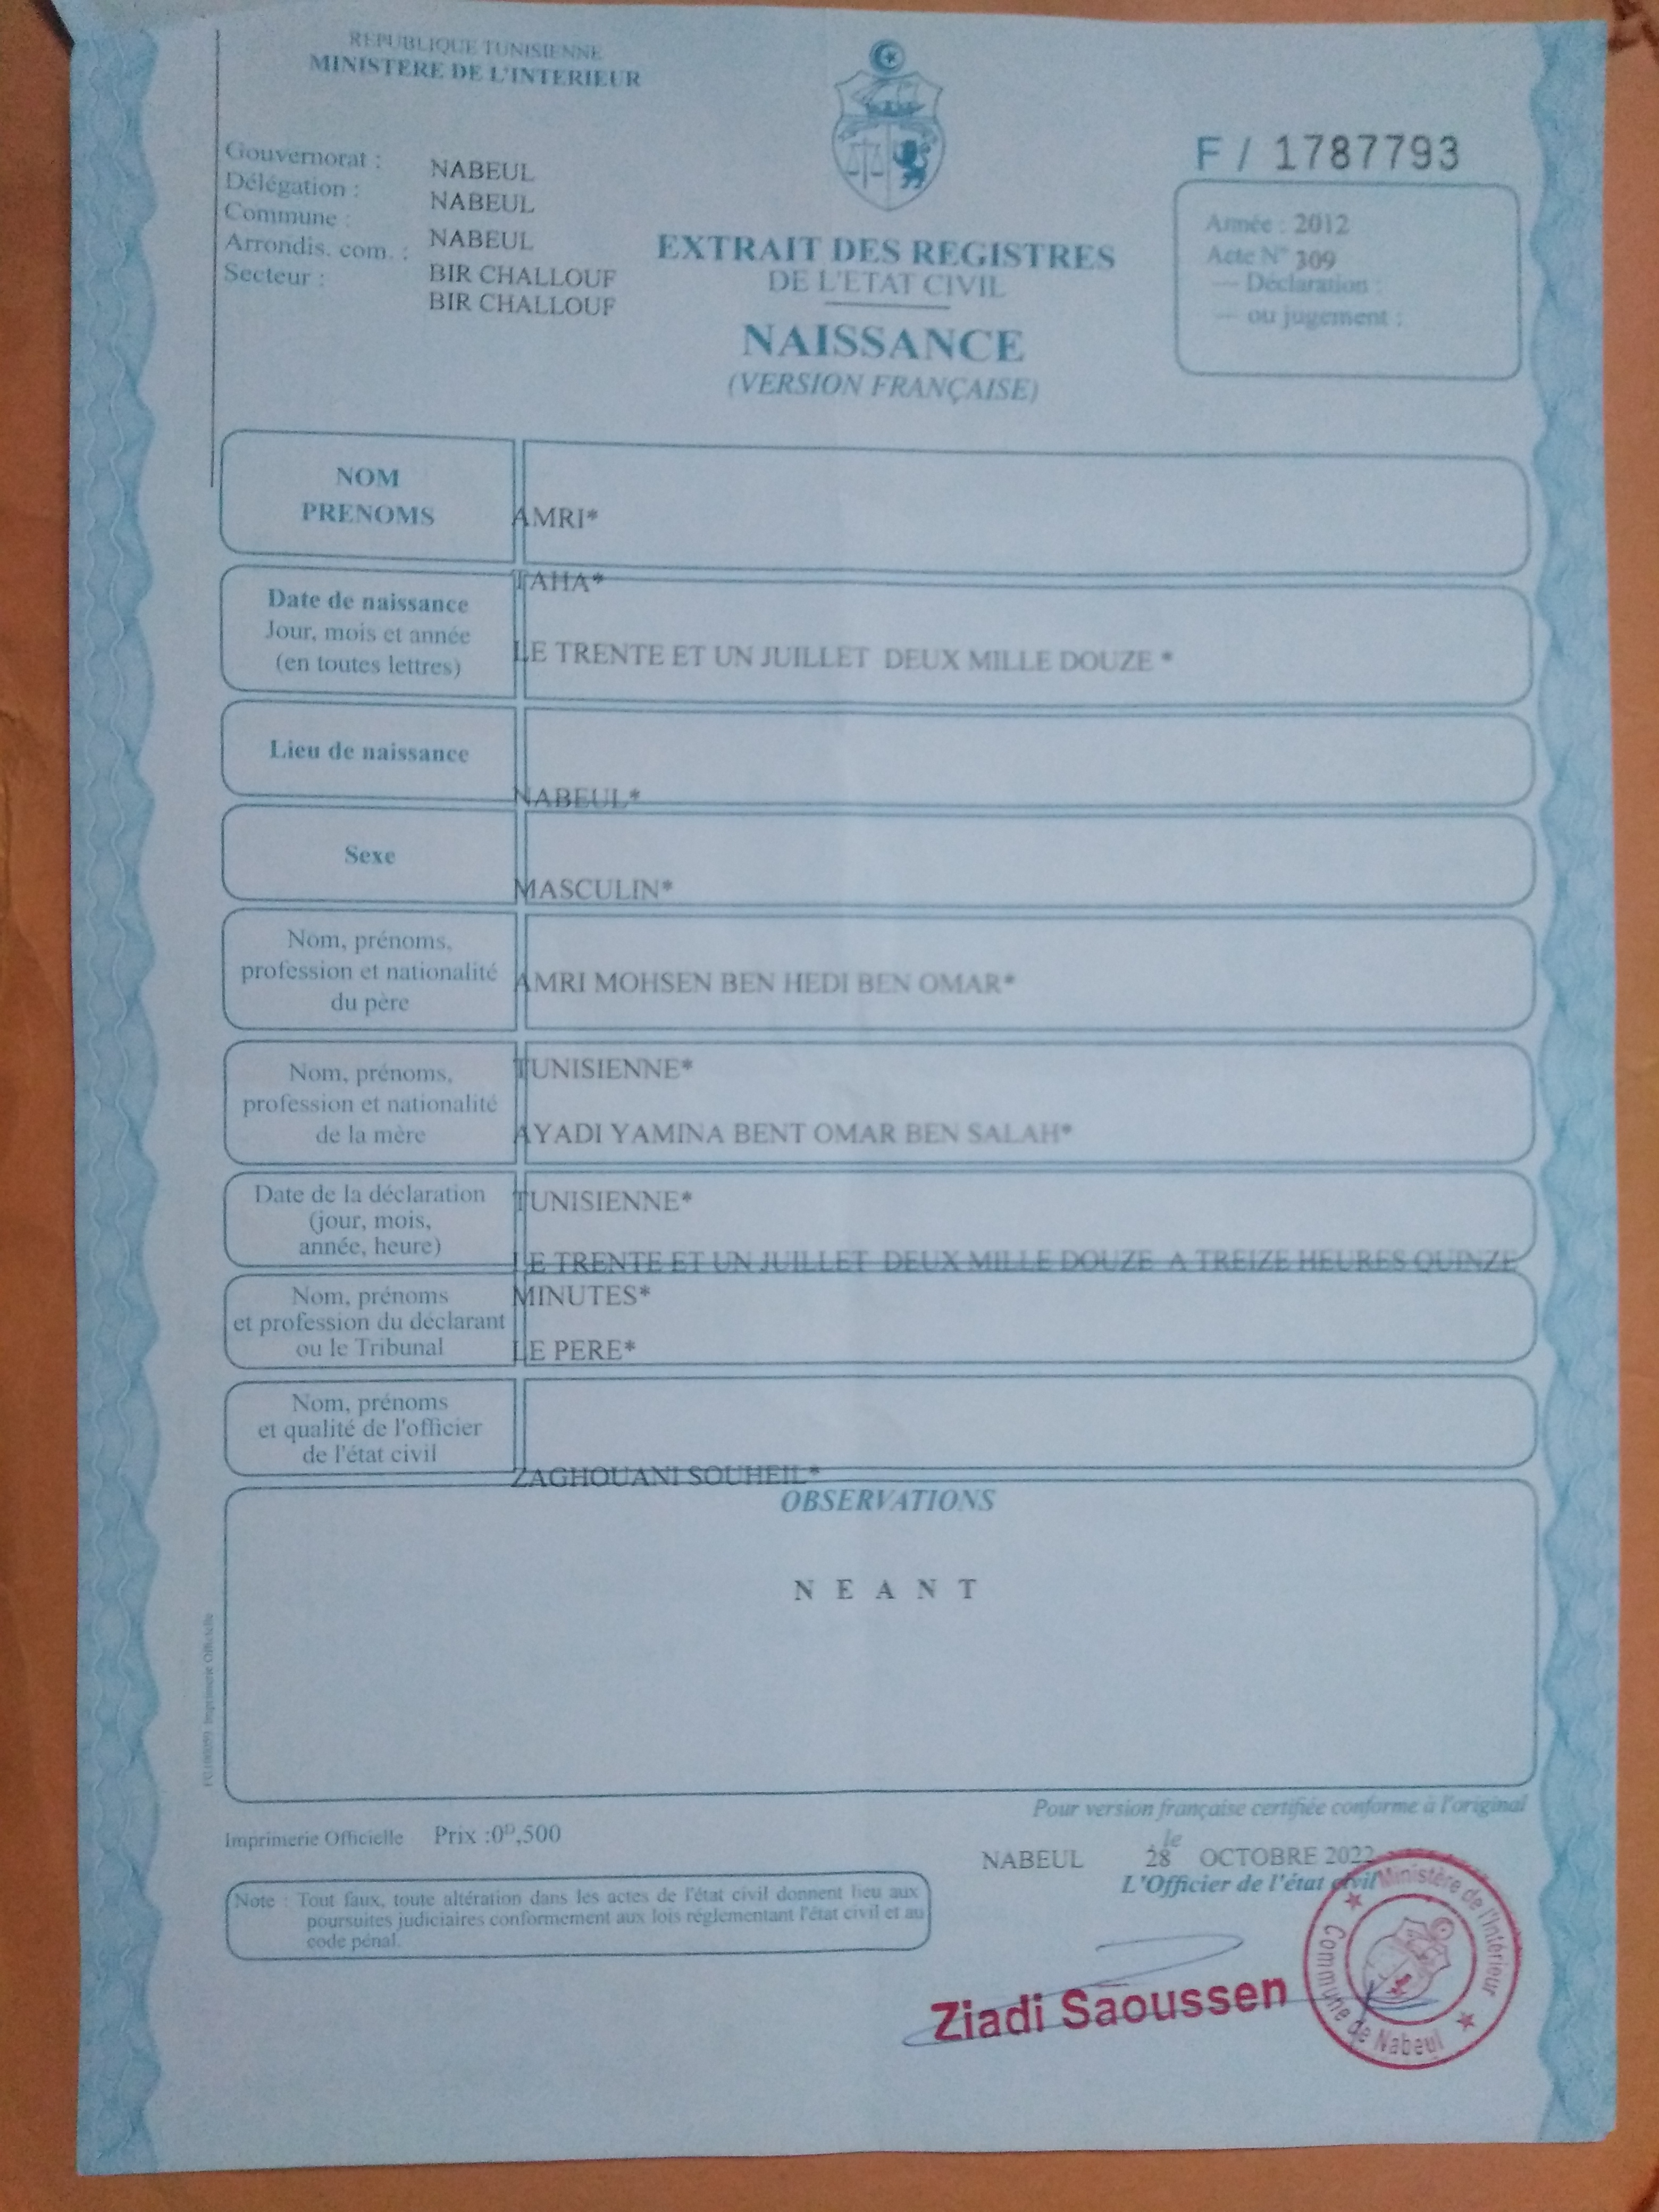 REPUBLIQUE TUNISIENNE
MINISTERE DE L'INTERIEUR
Gouvernorat : NABEUL
Délégation : NABEUL
Commune : NABEUL
Arrondis. com. : BIR CHALLOUF
Secteur : BIR CHALLOUF
EXTRAIT DES REGISTRES
DE L'ETAT CIVIL
NAISSANCE
(VERSION FRANÇAISE)
F / 1787793
Année : 2012
Acte N° 309
— Déclaration :
— ou jugement :
NOM
PRENOMS
AMRI*
TAHA*
Date de naissance
Jour, mois et année
(en toutes lettres)
LE TRENTE ET UN JUILLET DEUX MILLE DOUZE *
Lieu de naissance
NABEUL*
Sexe
MASCULIN*
Nom, prénoms,
profession et nationalité
du père
AMRI MOHSEN BEN HEDI BEN OMAR*
TUNISIENNE*
Nom, prénoms,
profession et nationalité
de la mère
AYADI YAMINA BENT OMAR BEN SALAH*
TUNISIENNE*
Date de la déclaration
(jour, mois,
année, heure)
LE TRENTE ET UN JUILLET DEUX MILLE DOUZE A TREIZE HEURES QUINZE
MINUTES*
Nom, prénoms
et profession du déclarant
ou le Tribunal
LE PERE*
Nom, prénoms
et qualité de l'officier
de l'état civil
ZAGHOUANI SOUHEIL*
OBSERVATIONS
N E A N T
Imprimerie Officielle
Pour version française certifiée conforme à l'original
Imprimerie Officielle Prix :0D,500
le
NABEUL 28 OCTOBRE 2022
L'Officier de l'état civil
Note : Tout faux, toute altération dans les actes de l'état civil donnent lieu aux
poursuites judiciaires conformement aux lois réglementant l'état civil et au
code pénal.
Ziadi Saoussen
Ministère de l'Intérieur
Commune de Nabeul